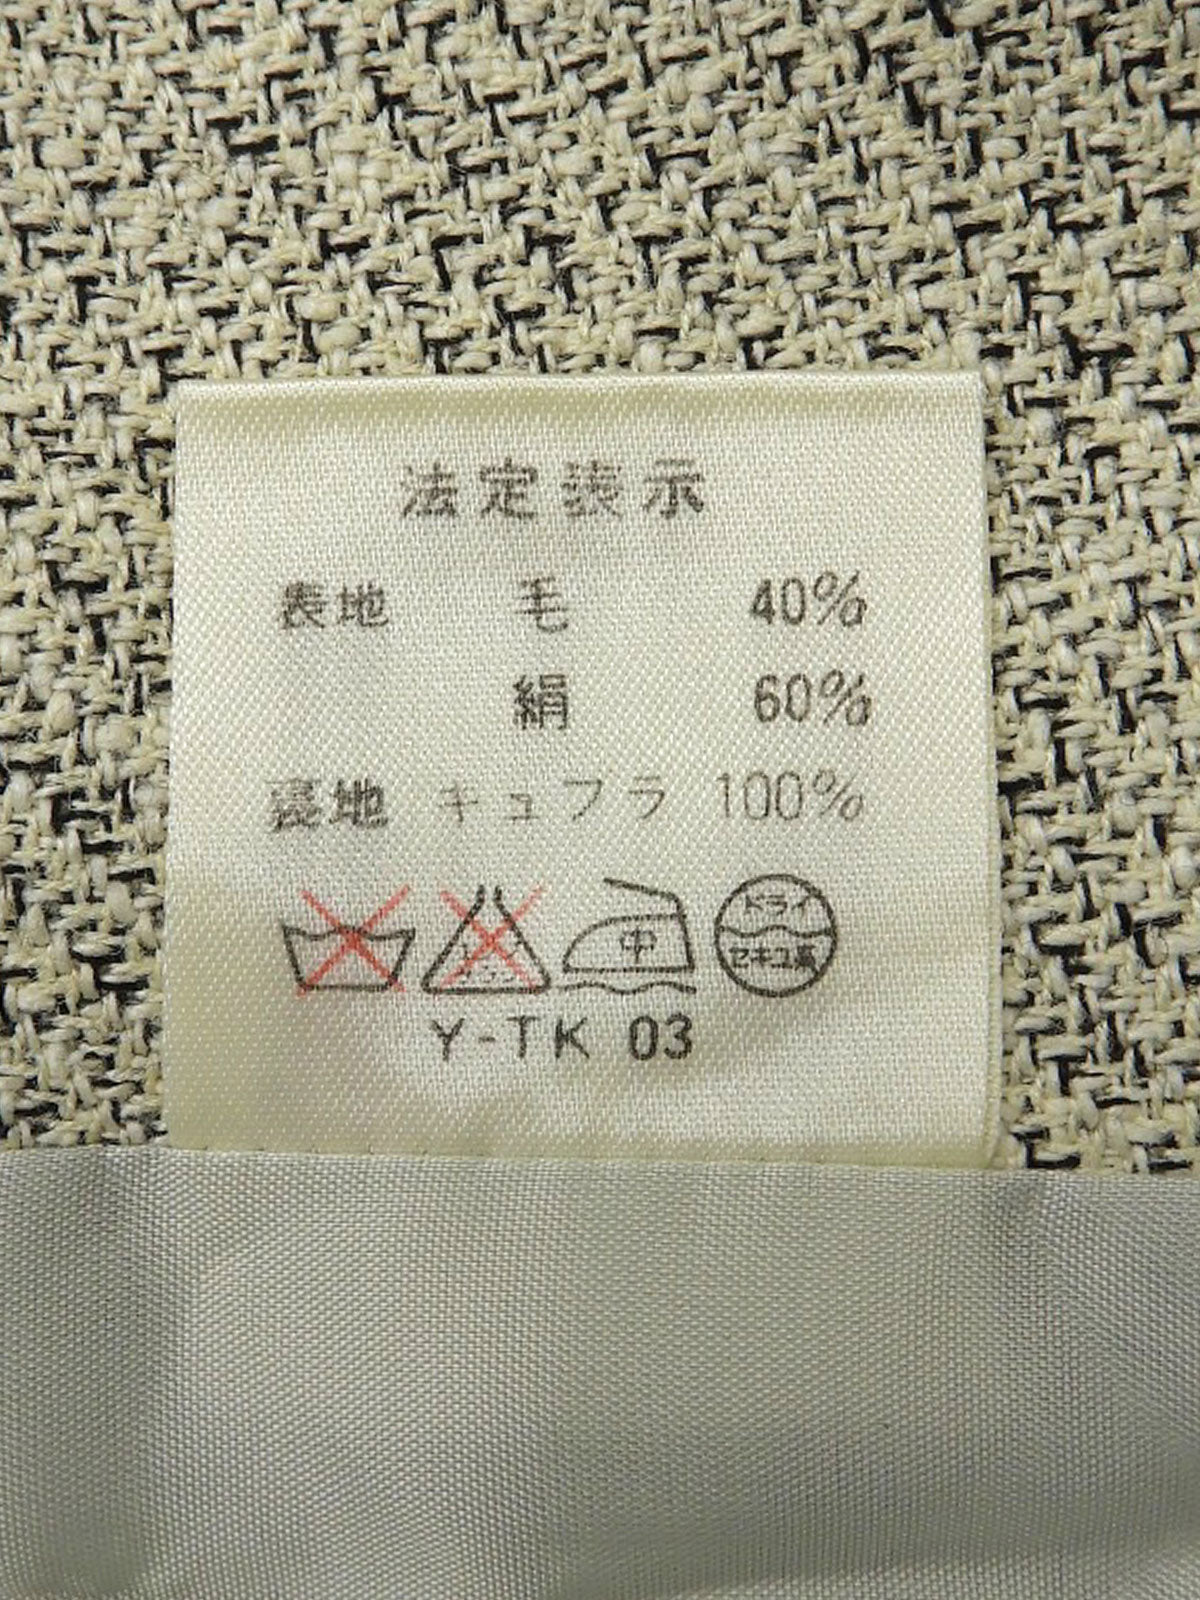 法定表示
表地 毛 40%
絹 60%
裏地 キュプラ 100%
中
ドライ
セキユ系
Y-TK 03